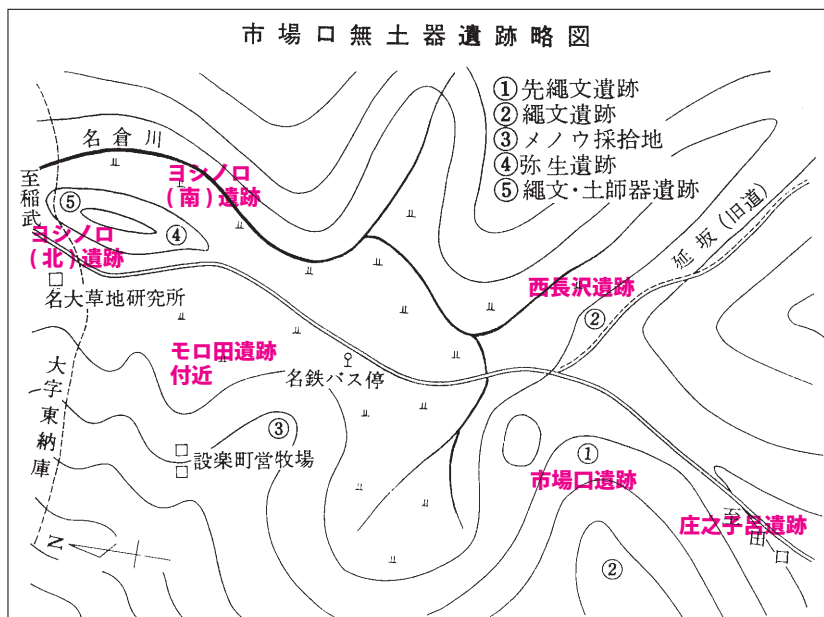 市場口無土器遺跡略図
①先縄文遺跡
②縄文遺跡
③メノウ採拾地
④弥生遺跡
⑤縄文・土師器遺跡
名倉川
至稲武
ヨシノロ
(南)遺跡
⑤
④
ヨシノロ
(北)遺跡
名大草地研究所
延坂(旧道)
西長沢遺跡
②
モロ田遺跡
付近
名鉄バス停
大字東納庫
③
設楽町営牧場
①
市場口遺跡
庄之子呂遺跡
至田口
②
N